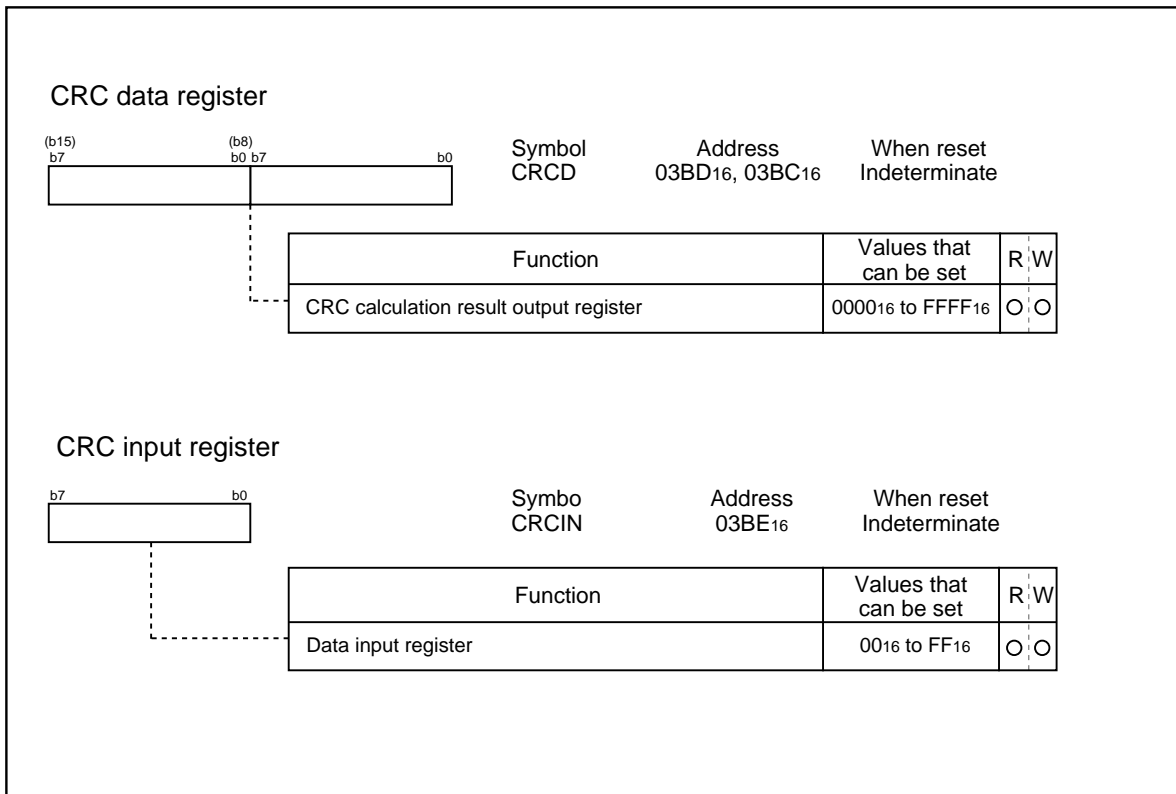 CRC data register
(b15) (b8)
b7 b0 b7 b0
Symbol Address When reset
CRCD 03BD16, 03BC16 Indeterminate
Function Values that can be set R W
CRC calculation result output register 000016 to FFFF16 O O
CRC input register
b7 b0
Symbo Address When reset
CRCIN 03BE16 Indeterminate
Function Values that can be set R W
Data input register 0016 to FF16 O O